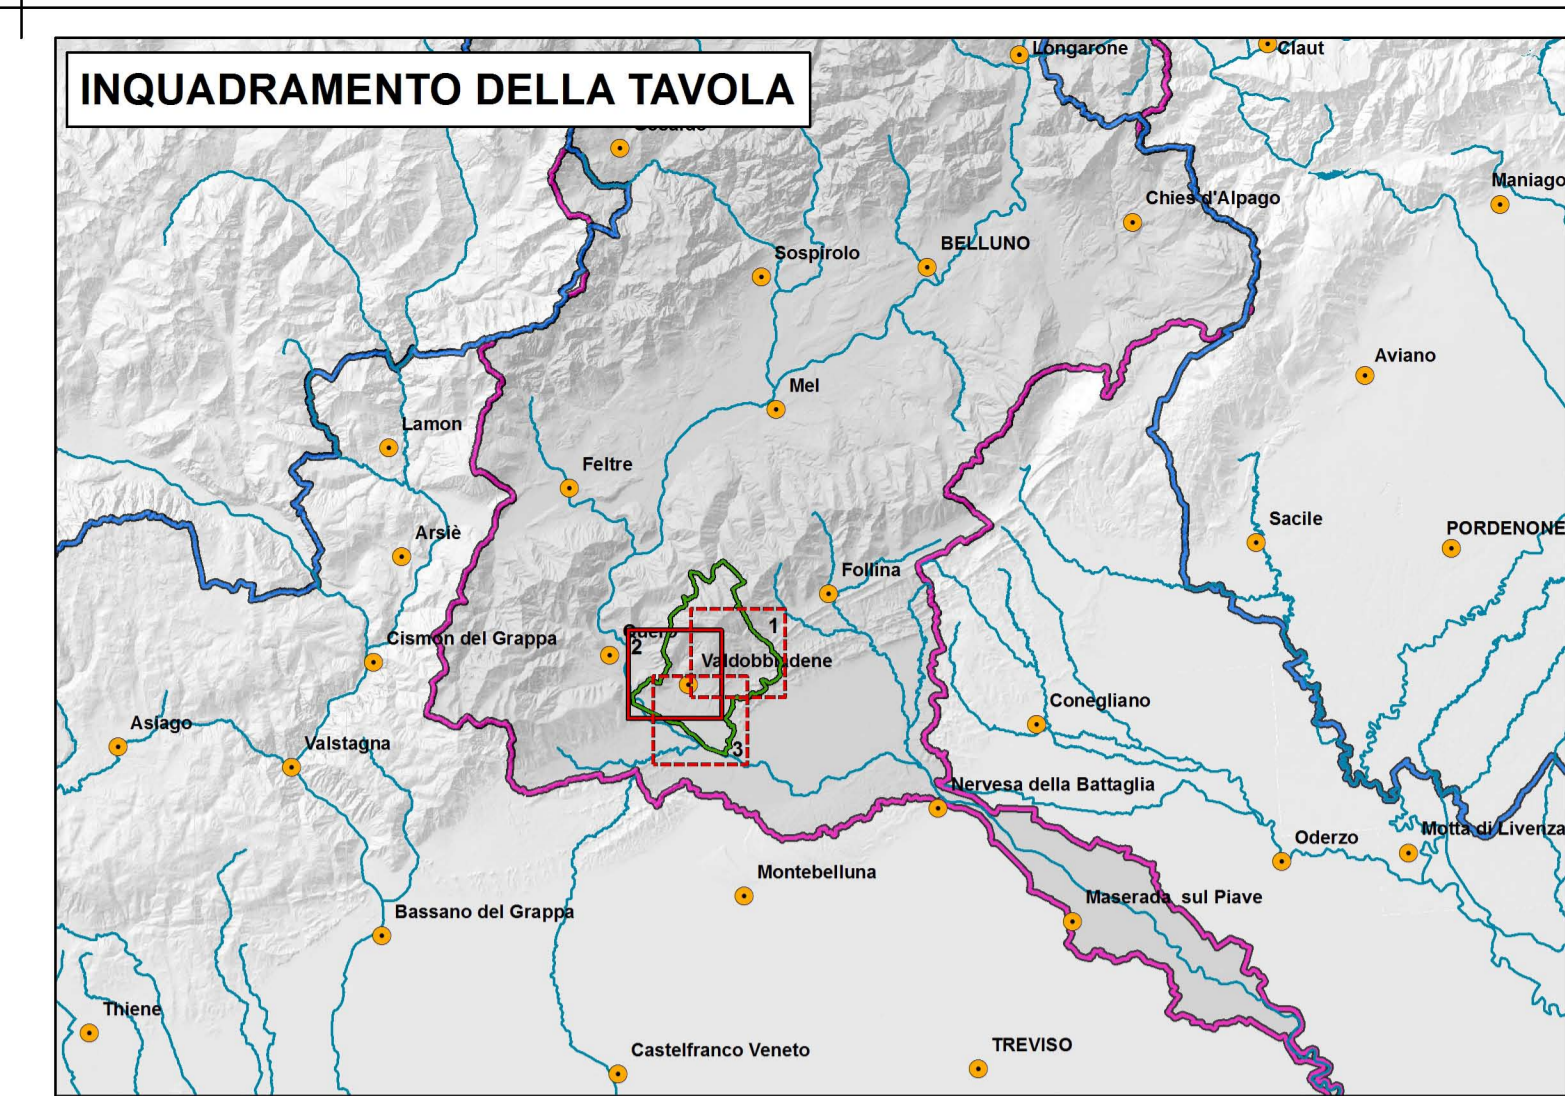 INQUADRAMENTO DELLA TAVOLA
Longarone
Claut
Maniago
Chies d'Alpago
BELLUNO
Sospirolo
Aviano
Mel
Lamon
Feltre
Sacile
PORDENONE
Arsiè
Follina
1
Quero
Cismon del Grappa
2
Valdobbiadene
Conegliano
Asiago
Valstagna
3
Nervesa della Battaglia
Motta di Livenza
Oderzo
Montebelluna
Maserada sul Piave
Bassano del Grappa
Thiene
TREVISO
Castelfranco Veneto